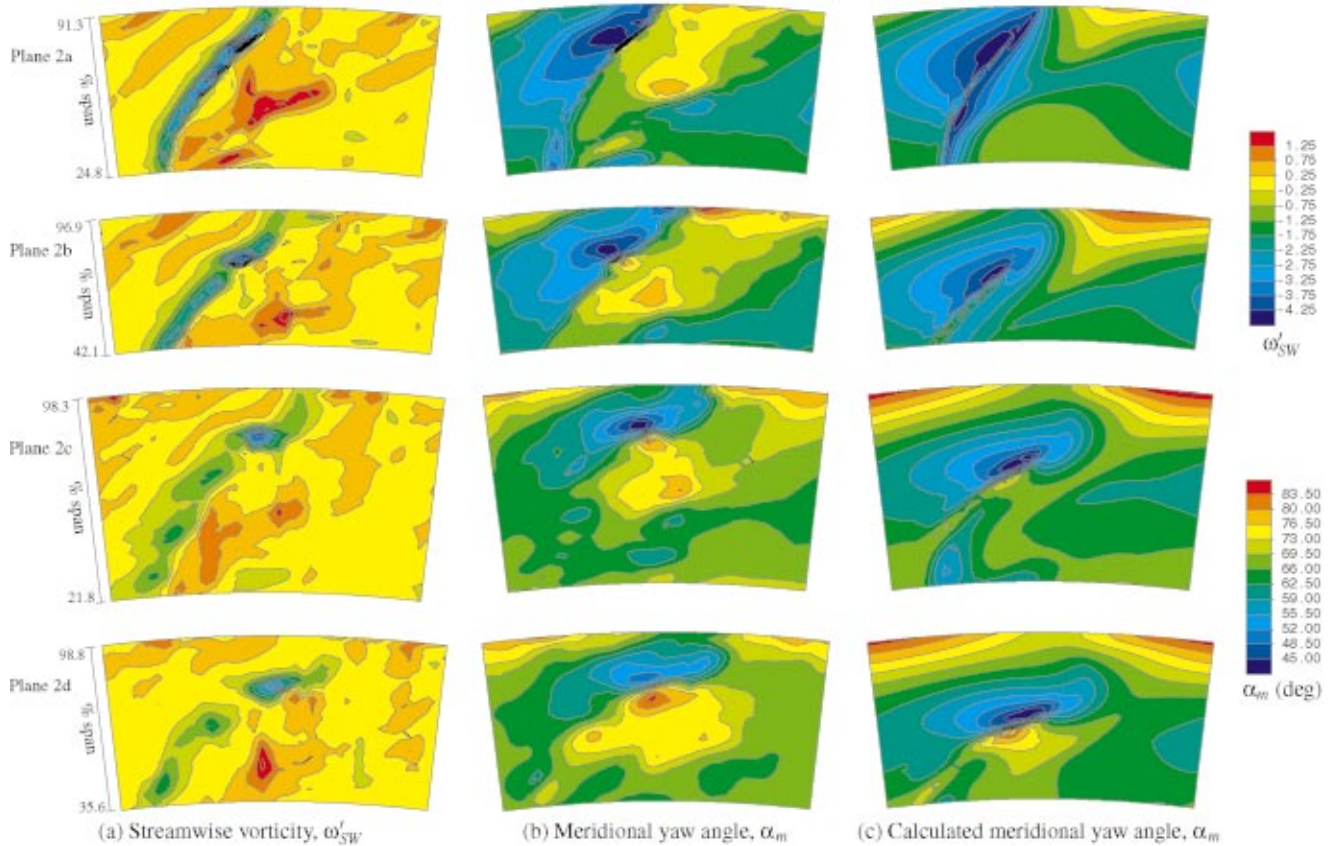 91.3
Plane 2a
% span
24.8
96.9
Plane 2b
% span
42.1
98.3
Plane 2c
% span
21.8
98.8
Plane 2d
% span
35.6
1.25
0.75
-0.25
-0.75
-1.25
-1.75
-2.25
-2.75
-3.75
-4.25
ω′SW
83.50
80.00
76.50
73.00
69.50
66.00
62.50
59.00
55.50
52.00
48.50
45.00
αm (deg)
(a) Streamwise vorticity, ω′SW
(b) Meridional yaw angle, αm
(c) Calculated meridional yaw angle, αm